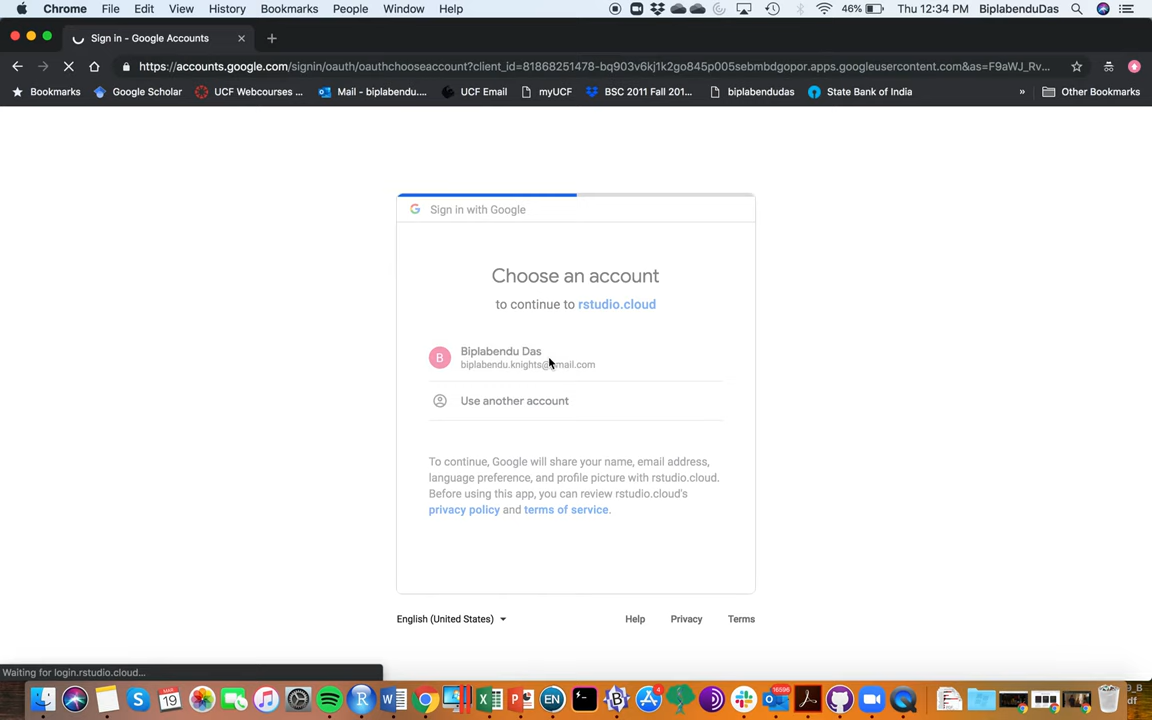 Chrome File Edit View History Bookmarks People Window Help 46% Thu 12:34 PM BiplabenduDas
Sign in - Google Accounts
https://accounts.google.com/signin/oauth/oauthchooseaccount?client_id=81868251478-bq903v6kj1k2go845p005sebmbdgopor.apps.googleusercontent.com&as=F9aWJ_Rv...
Bookmarks Google Scholar UCF Webcourses ... Mail - biplabendu.... UCF Email myUCF BSC 2011 Fall 201... biplabendudas State Bank of India » Other Bookmarks
G Sign in with Google
Choose an account
to continue to rstudio.cloud
B Biplabendu Das
biplabendu.knights@ mail.com
Use another account
To continue, Google will share your name, email address,
language preference, and profile picture with rstudio.cloud.
Before using this app, you can review rstudio.cloud's
privacy policy and terms of service.
English (United States) Help Privacy Terms
Waiting for login.rstudio.cloud...
MAR
19
EN
4
16596